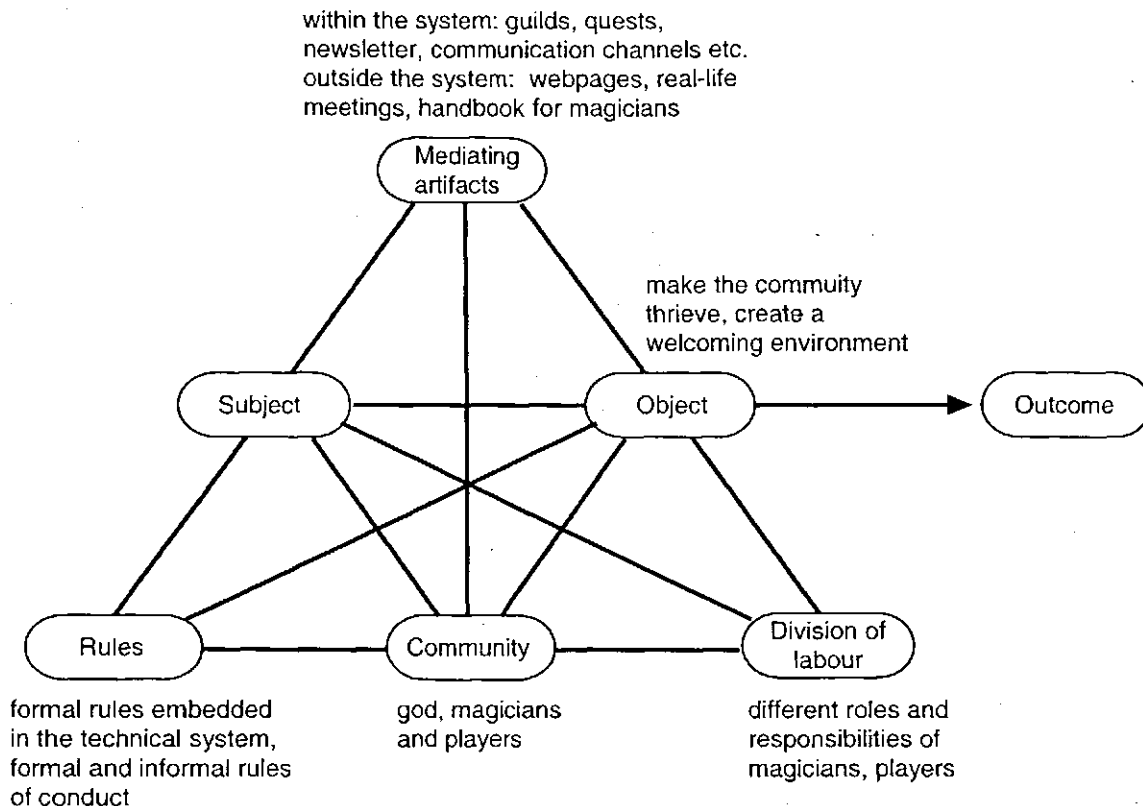 within the system: guilds, quests,
newsletter, communication channels etc.
outside the system: webpages, real-life
meetings, handbook for magicians
Mediating
artifacts
make the commuity
thrieve, create a
welcoming environment
Subject
Object
Outcome
Rules
Community
Division of
labour
formal rules embedded
in the technical system,
formal and informal rules
of conduct
god, magicians
and players
different roles and
responsibilities of
magicians, players